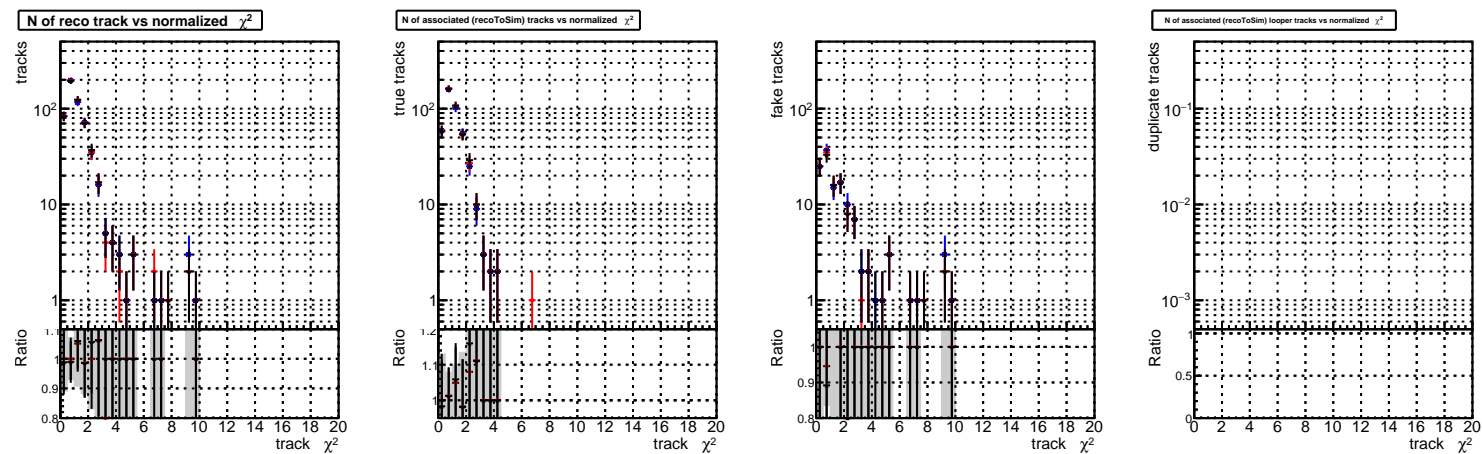 N of reco track vs normalized χ²
tracks
10²
10
1
Ratio
1.1
1
0.9
0.8
0 2 4 6 8 10 12 14 16 18 20
track χ²
N of associated (recoToSim) tracks vs normalized χ²
true tracks
10²
10
1
Ratio
1.2
1.1
1
0 2 4 6 8 10 12 14 16 18 20
track χ²
fake tracks
10²
10
1
Ratio
1
0.9
0.8
0 2 4 6 8 10 12 14 16 18 20
track χ²
N of associated (recoToSim) looper tracks vs normalized χ²
duplicate tracks
10⁻¹
10⁻²
10⁻³
Ratio
1
0.5
0
0 2 4 6 8 10 12 14 16 18 20
track χ²